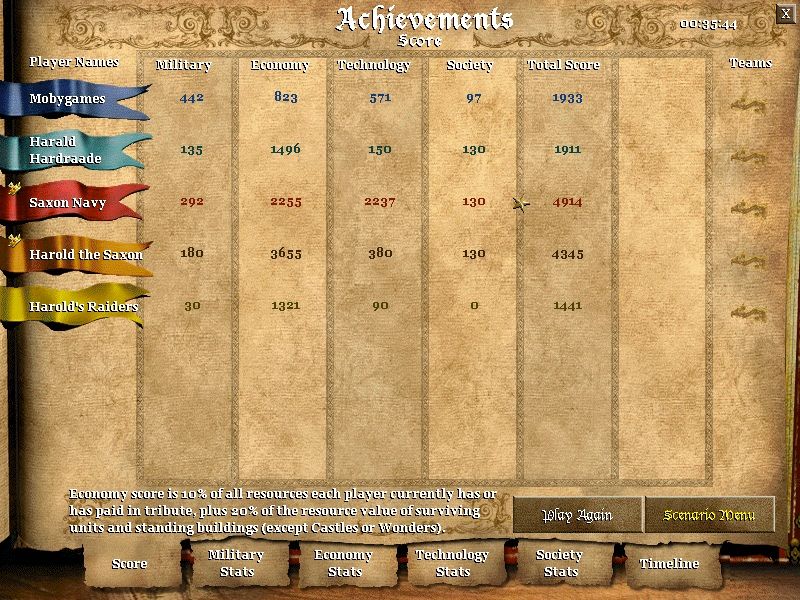 Achievements
Score
00:35:44
X
Player Names Military Economy Technology Society Total Score Teams
Mobygames 442 823 571 97 1933
Harald
Hardraade 135 1496 150 130 1911
Saxon Navy 292 2255 2237 130 4914
Harold the Saxon 180 3655 380 130 4345
Harold's Raiders 30 1321 90 0 1441
Economy score is 10% of all resources each player currently has or
has paid in tribute, plus 20% of the resource value of surviving
units and standing buildings (except Castles or Wonders).
Play Again Scenario Menu
Score
Military
Stats
Economy
Stats
Technology
Stats
Society
Stats
Timeline